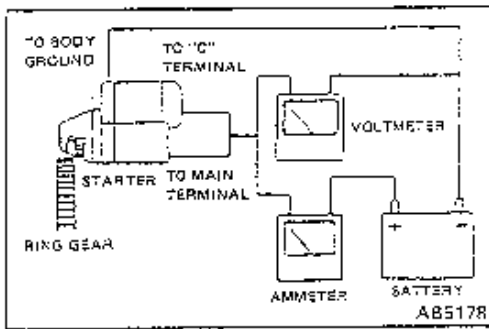 TO BODY
GROUND
TO "C"
TERMINAL
VOLTMETER
STARTER
TO MAIN
TERMINAL
RING GEAR
+
−
AMMETER
BATTERY
AB5178